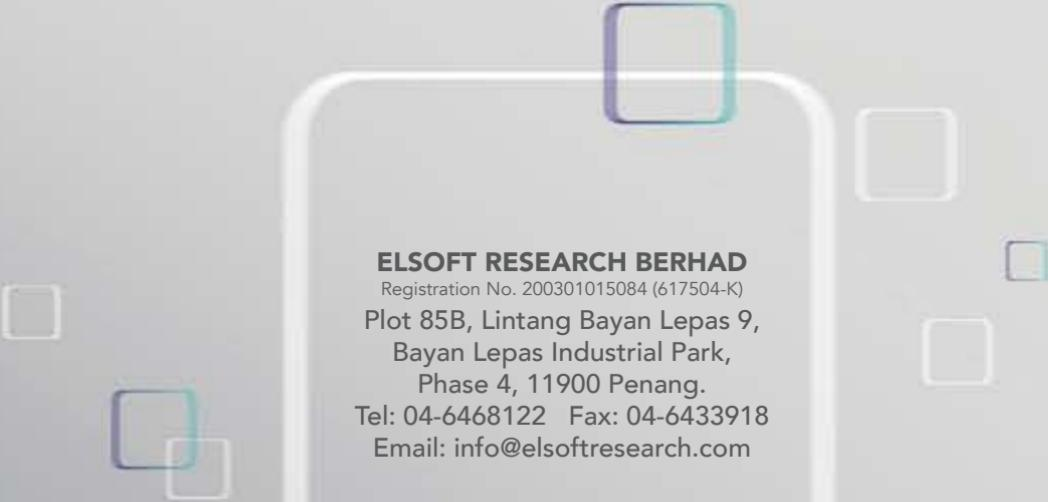 ELSOFT RESEARCH BERHAD
Registration No. 200301015084 (617504-K)
Plot 85B, Lintang Bayan Lepas 9,
Bayan Lepas Industrial Park,
Phase 4, 11900 Penang.
Tel: 04-6468122 Fax: 04-6433918
Email: info@elsoftresearch.com